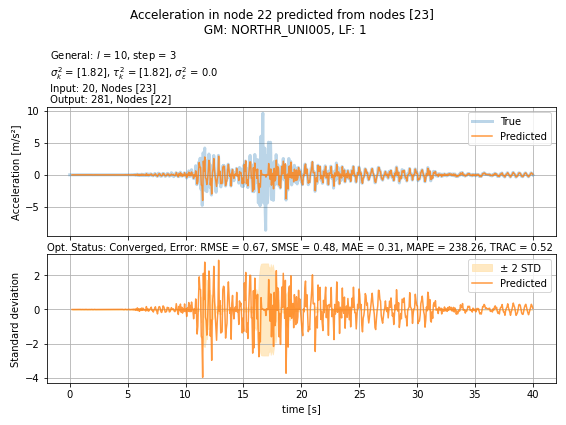 Acceleration in node 22 predicted from nodes [23]
GM: NORTHR_UNI005, LF: 1
General: l = 10, step = 3
σ²ₖ = [1.82], τ²ₖ = [1.82], σ²ε = 0.0
Input: 20, Nodes [23]
Output: 281, Nodes [22]
Acceleration [m/s²]
10
5
0
−5
True
Predicted
Opt. Status: Converged, Error: RMSE = 0.67, SMSE = 0.48, MAE = 0.31, MAPE = 238.26, TRAC = 0.52
Standard deviation
2
0
−2
−4
± 2 STD
Predicted
0 5 10 15 20 25 30 35 40
time [s]